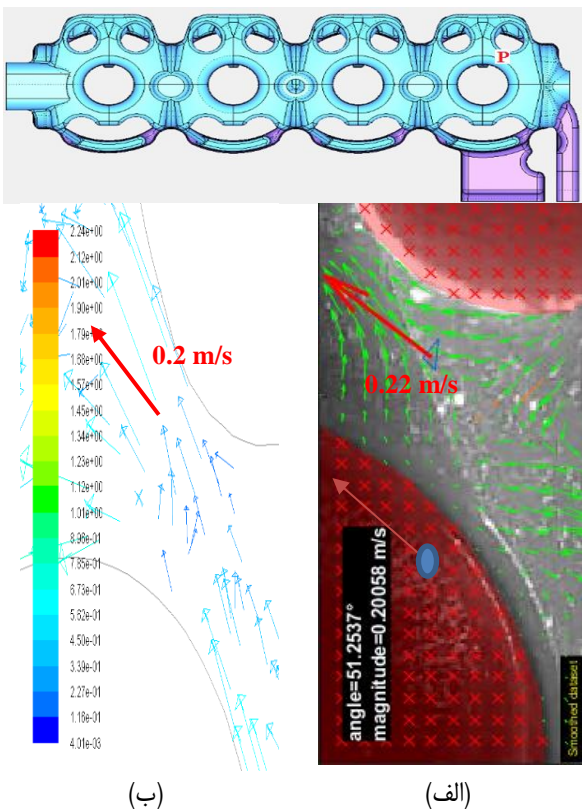 P
2.24e+00
2.12e+00
2.01e+00
1.90e+00
1.79e+00
1.68e+00
1.57e+00
1.46e+00
1.34e+00
1.23e+00
1.12e+00
1.01e+00
8.96e-01
7.85e-01
6.73e-01
5.62e-01
4.50e-01
3.39e-01
2.27e-01
1.16e-01
4.01e-03
0.2 m/s
0.22 m/s
angle=51.2537°
magnitude=0.20058 m/s
Smoothed dataset
(الف)
(ب)